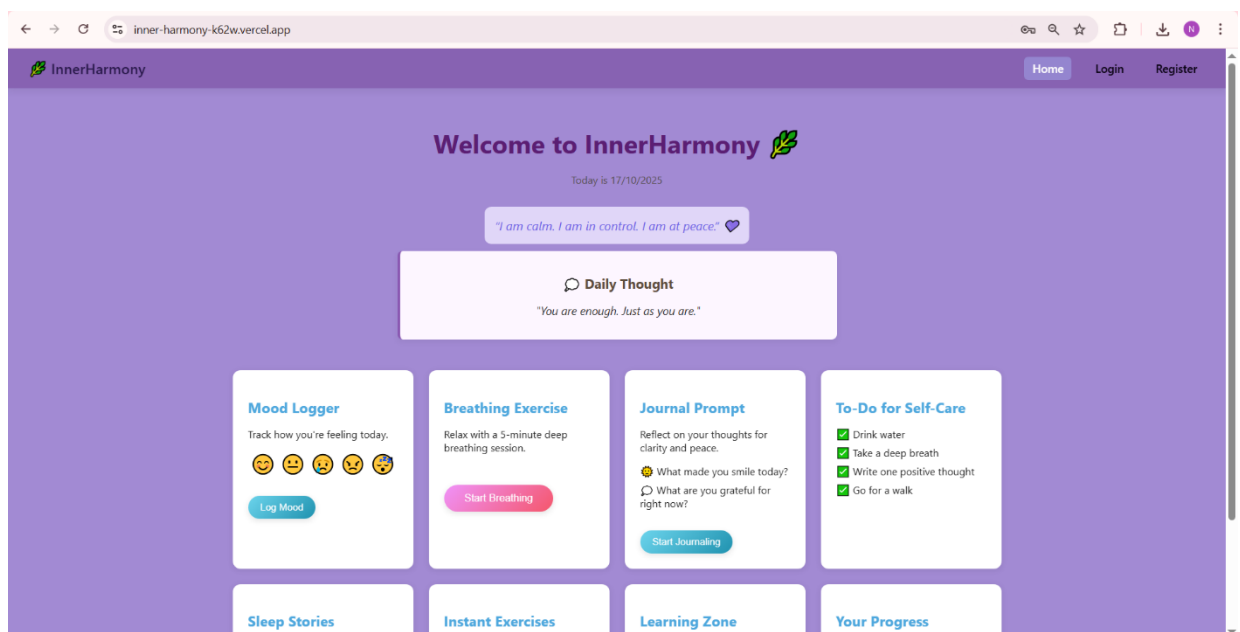 inner-harmony-k62w.vercel.app
N
InnerHarmony
Home
Login
Register
Welcome to InnerHarmony
Today is 17/10/2025
"I am calm. I am in control. I am at peace."
Daily Thought
"You are enough. Just as you are."
Mood Logger
Track how you're feeling today.
Log Mood
Breathing Exercise
Relax with a 5-minute deep
breathing session.
Start Breathing
Journal Prompt
Reflect on your thoughts for
clarity and peace.
What made you smile today?
What are you grateful for
right now?
Start Journaling
To-Do for Self-Care
Drink water
Take a deep breath
Write one positive thought
Go for a walk
Sleep Stories
Instant Exercises
Learning Zone
Your Progress